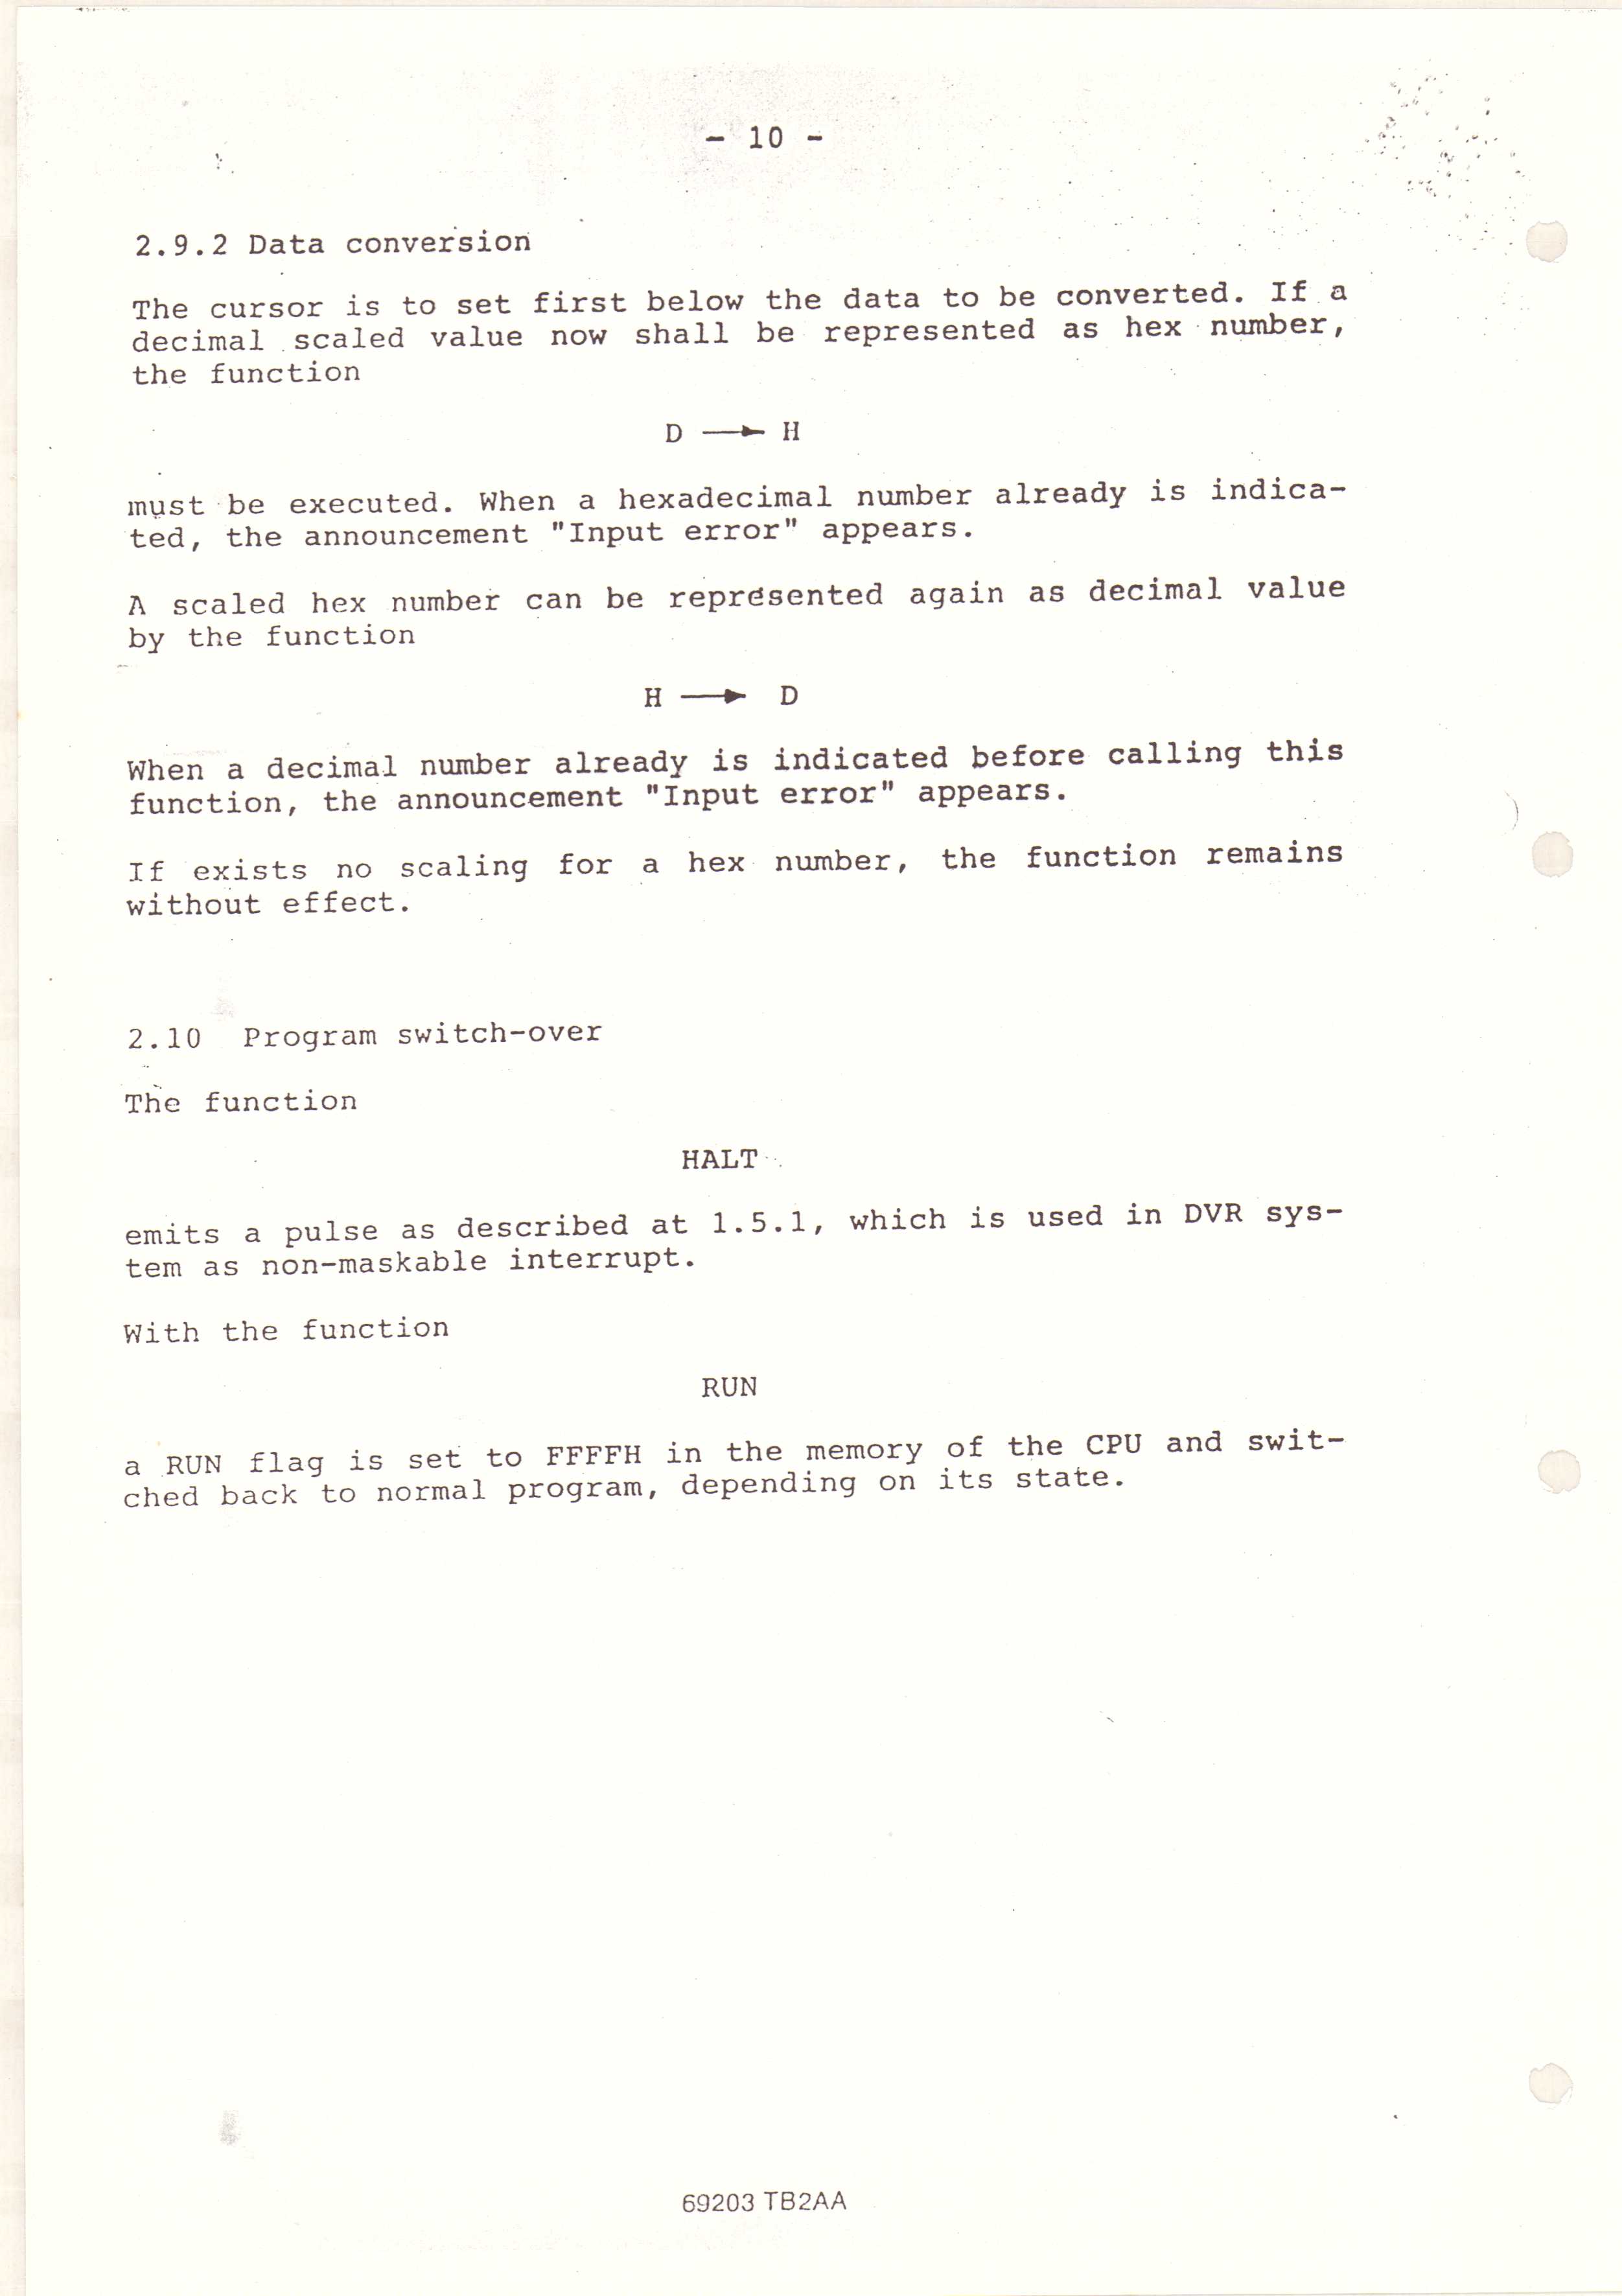 - 10 -
2.9.2 Data conversion
The cursor is to set first below the data to be converted. If a
decimal scaled value now shall be represented as hex number,
the function
D → H
must be executed. When a hexadecimal number already is indica-
ted, the announcement "Input error" appears.
A scaled hex number can be represented again as decimal value
by the function
H → D
When a decimal number already is indicated before calling this
function, the announcement "Input error" appears.
If exists no scaling for a hex number, the function remains
without effect.
2.10 Program switch-over
The function
HALT
emits a pulse as described at 1.5.1, which is used in DVR sys-
tem as non-maskable interrupt.
With the function
RUN
a RUN flag is set to FFFFH in the memory of the CPU and swit-
ched back to normal program, depending on its state.
69203 TB2AA